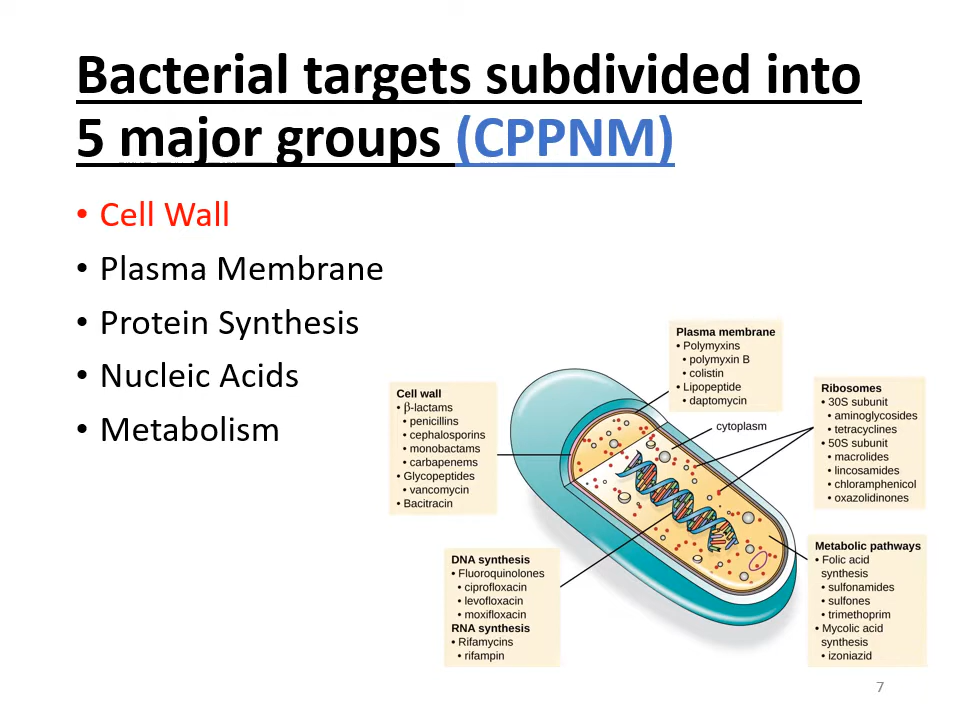 Bacterial targets subdivided into
5 major groups (CPPNM)
• Cell Wall
• Plasma Membrane
• Protein Synthesis
• Nucleic Acids
• Metabolism
Plasma membrane
• Polymyxins
• polymyxin B
• colistin
• Lipopeptide
• daptomycin
Cell wall
• β-lactams
• penicillins
• cephalosporins
• monobactams
• carbapenems
• Glycopeptides
• vancomycin
• Bacitracin
cytoplasm
Ribosomes
• 30S subunit
• aminoglycosides
• tetracyclines
• 50S subunit
• macrolides
• lincosamides
• chloramphenicol
• oxazolidinones
DNA synthesis
• Fluoroquinolones
• ciprofloxacin
• levofloxacin
• moxifloxacin
RNA synthesis
• Rifamycins
• rifampin
Metabolic pathways
• Folic acid
synthesis
• sulfonamides
• sulfones
• trimethoprim
• Mycolic acid
synthesis
• izoniazid
7